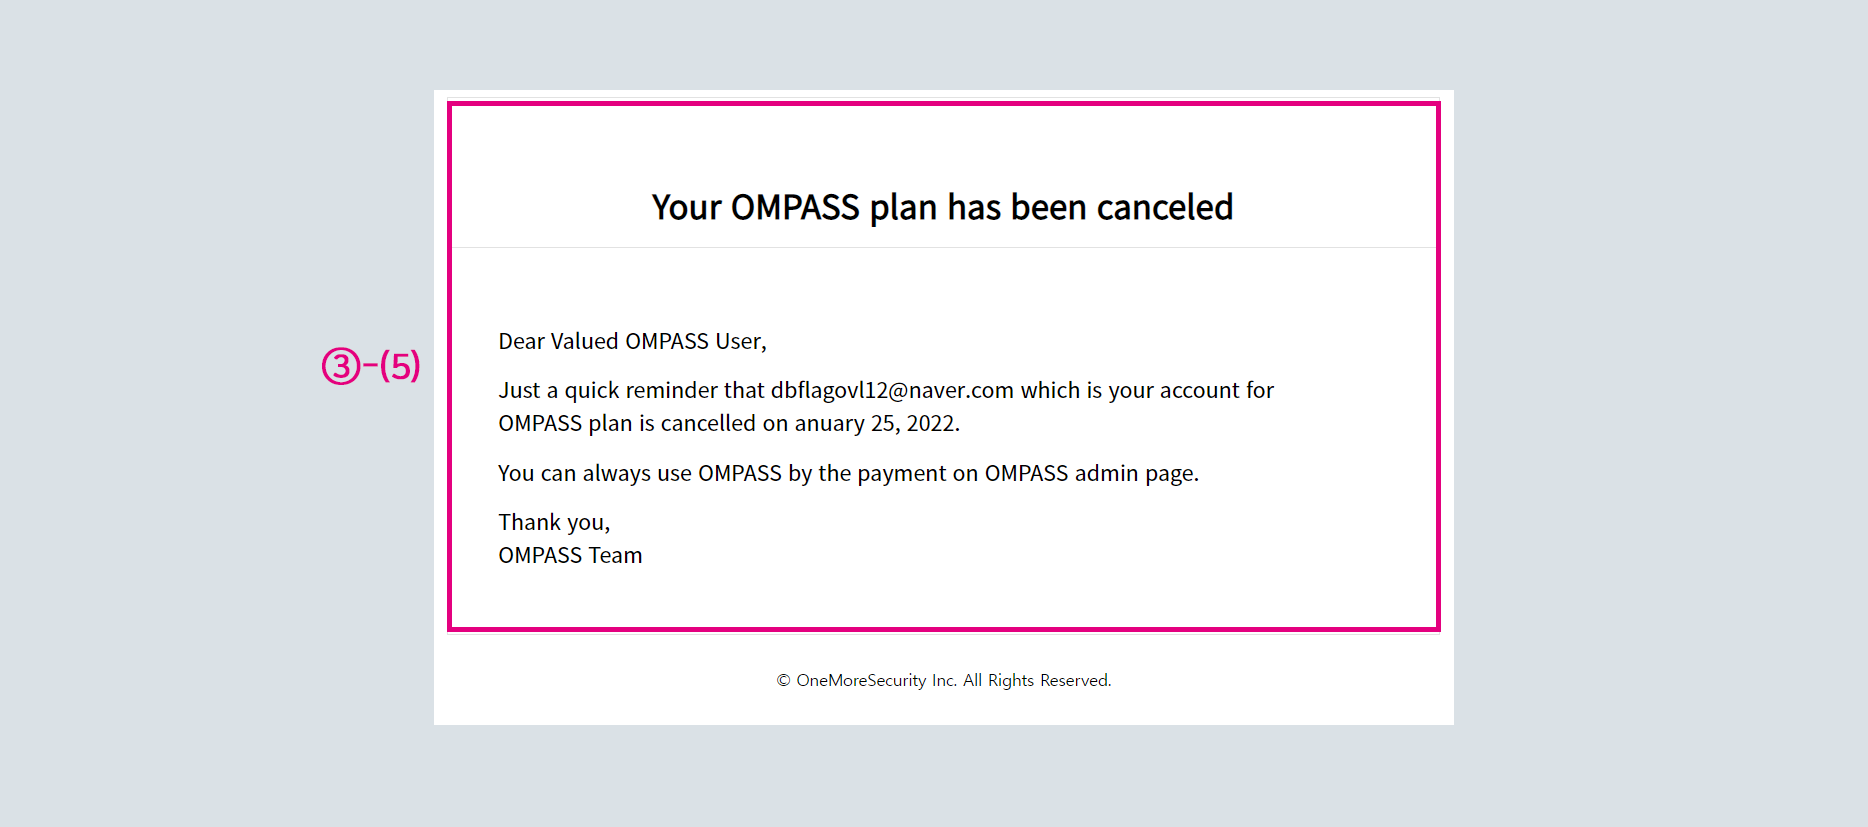 Your OMPASS plan has been canceled
Dear Valued OMPASS User,
③-(5)
Just a quick reminder that dbflagovl12@naver.com which is your account for
OMPASS plan is cancelled on anuary 25, 2022.
You can always use OMPASS by the payment on OMPASS admin page.
Thank you,
OMPASS Team
© OneMoreSecurity Inc. All Rights Reserved.